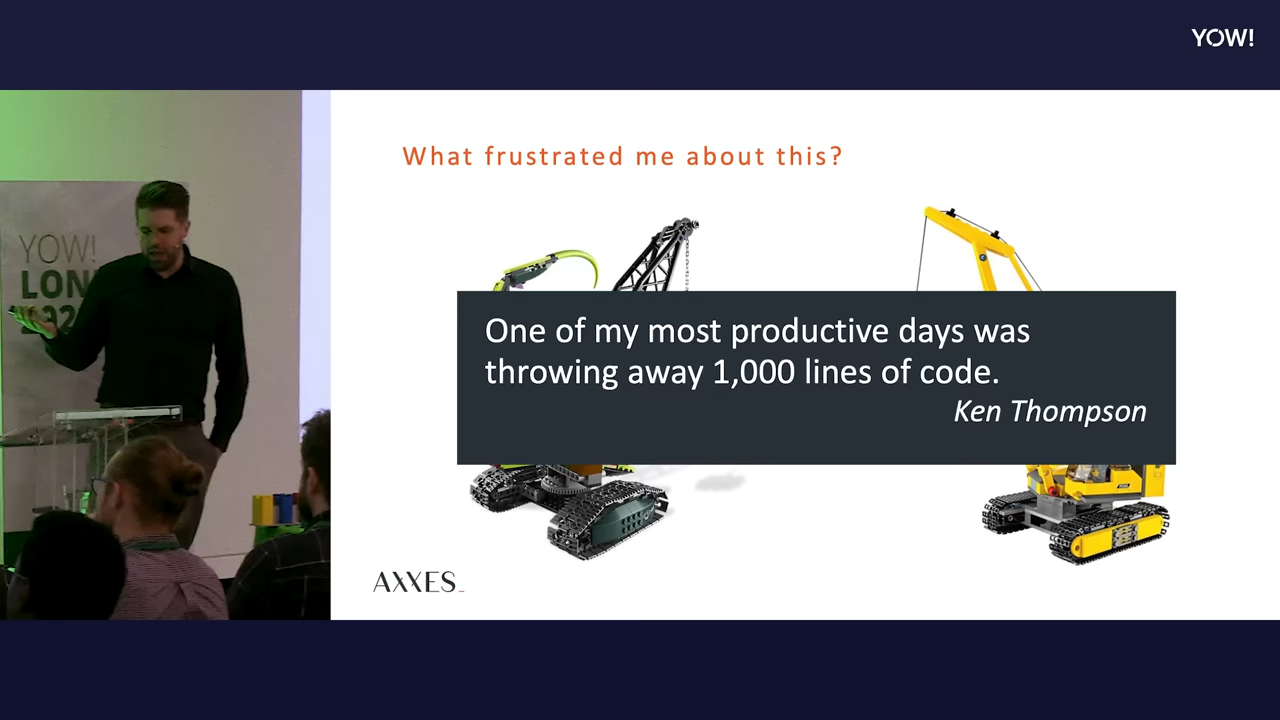 YOW!
YOW!
LON
What frustrated me about this?
One of my most productive days was
throwing away 1,000 lines of code.
Ken Thompson
AXXES_